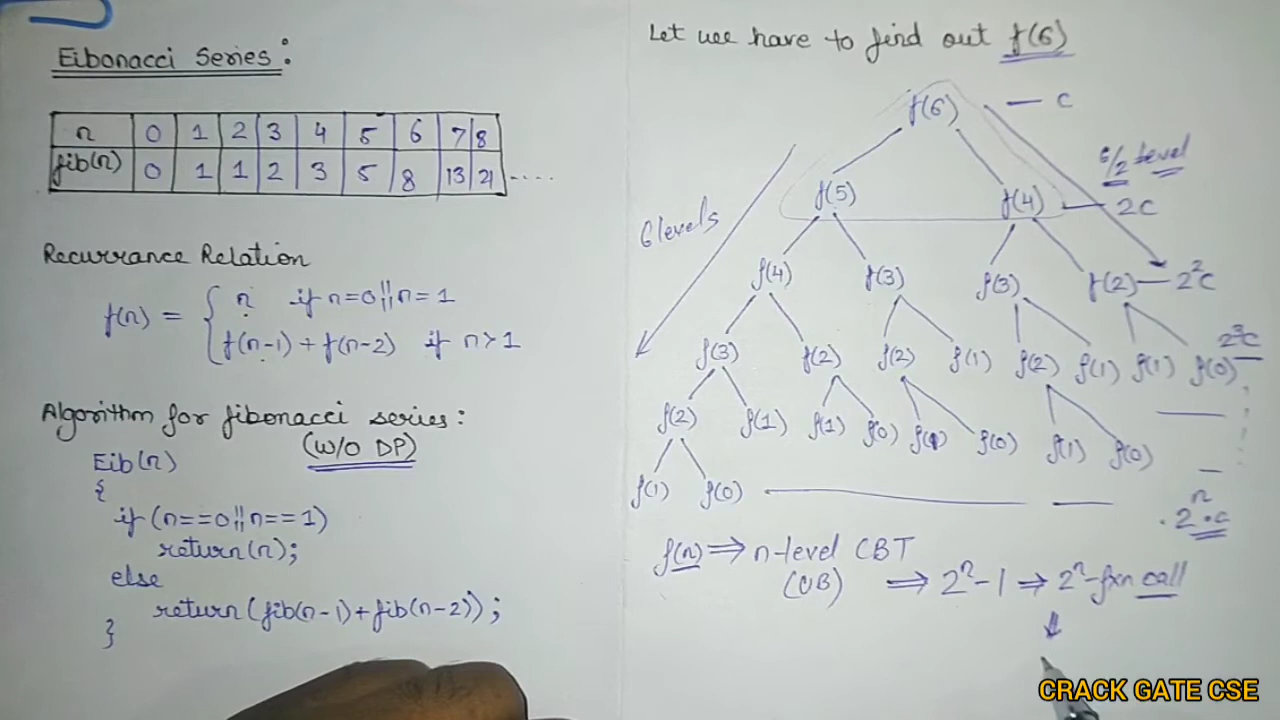 Eibonacci Series:
n 0 1 2 3 4 5 6 7 8
fib(n) 0 1 1 2 3 5 8 13 21 ....
Recurrance Relation
f(n) = { n if n=0||n=1
f(n-1) + f(n-2) if n>1
Algorithm for fibonacci series:
(W/O DP)
Eib(n)
{
if (n==0||n==1)
return(n);
else
return(fib(n-1)+fib(n-2));
}
Let we have to find out f(6)
f(6) — c
6/2 Level
f(5) f(4) — 2c
6 levels
f(4) f(3) f(3) f(2) — 2²c
f(3) f(2) f(2) f(1) f(2) f(1) f(1) f(0) 2³c
f(2) f(1) f(1) f(0) f(1) f(0) f(1) f(0)
f(1) f(0)
2ⁿ.c
f(n) ⇒ n-level CBT
(UB) ⇒ 2ⁿ-1 ⇒ 2ⁿ-fxn call
CRACK GATE CSE